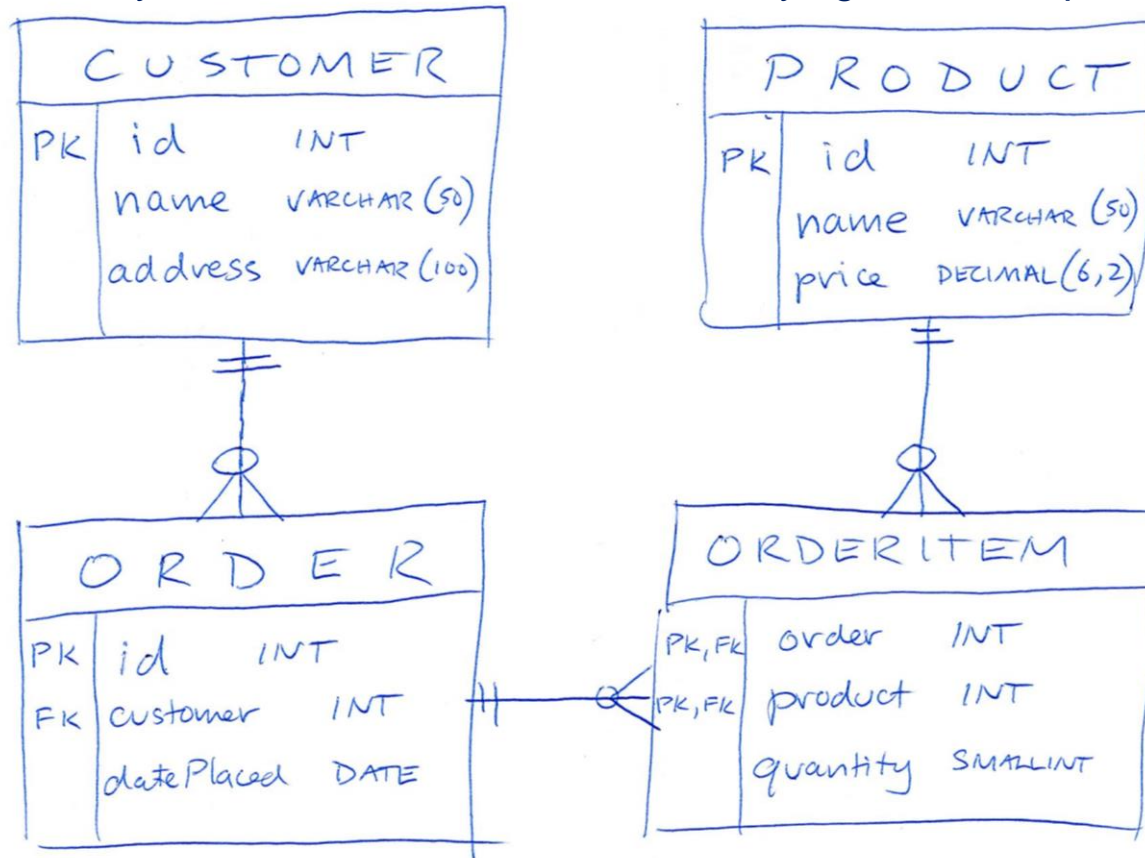 CUSTOMER
PK id INT
name VARCHAR(50)
address VARCHAR(100)
PRODUCT
PK id INT
name VARCHAR(50)
price DECIMAL(6,2)
ORDER
PK id INT
FK customer INT
datePlaced DATE
ORDERITEM
PK,FK order INT
PK,FK product INT
quantity SMALLINT